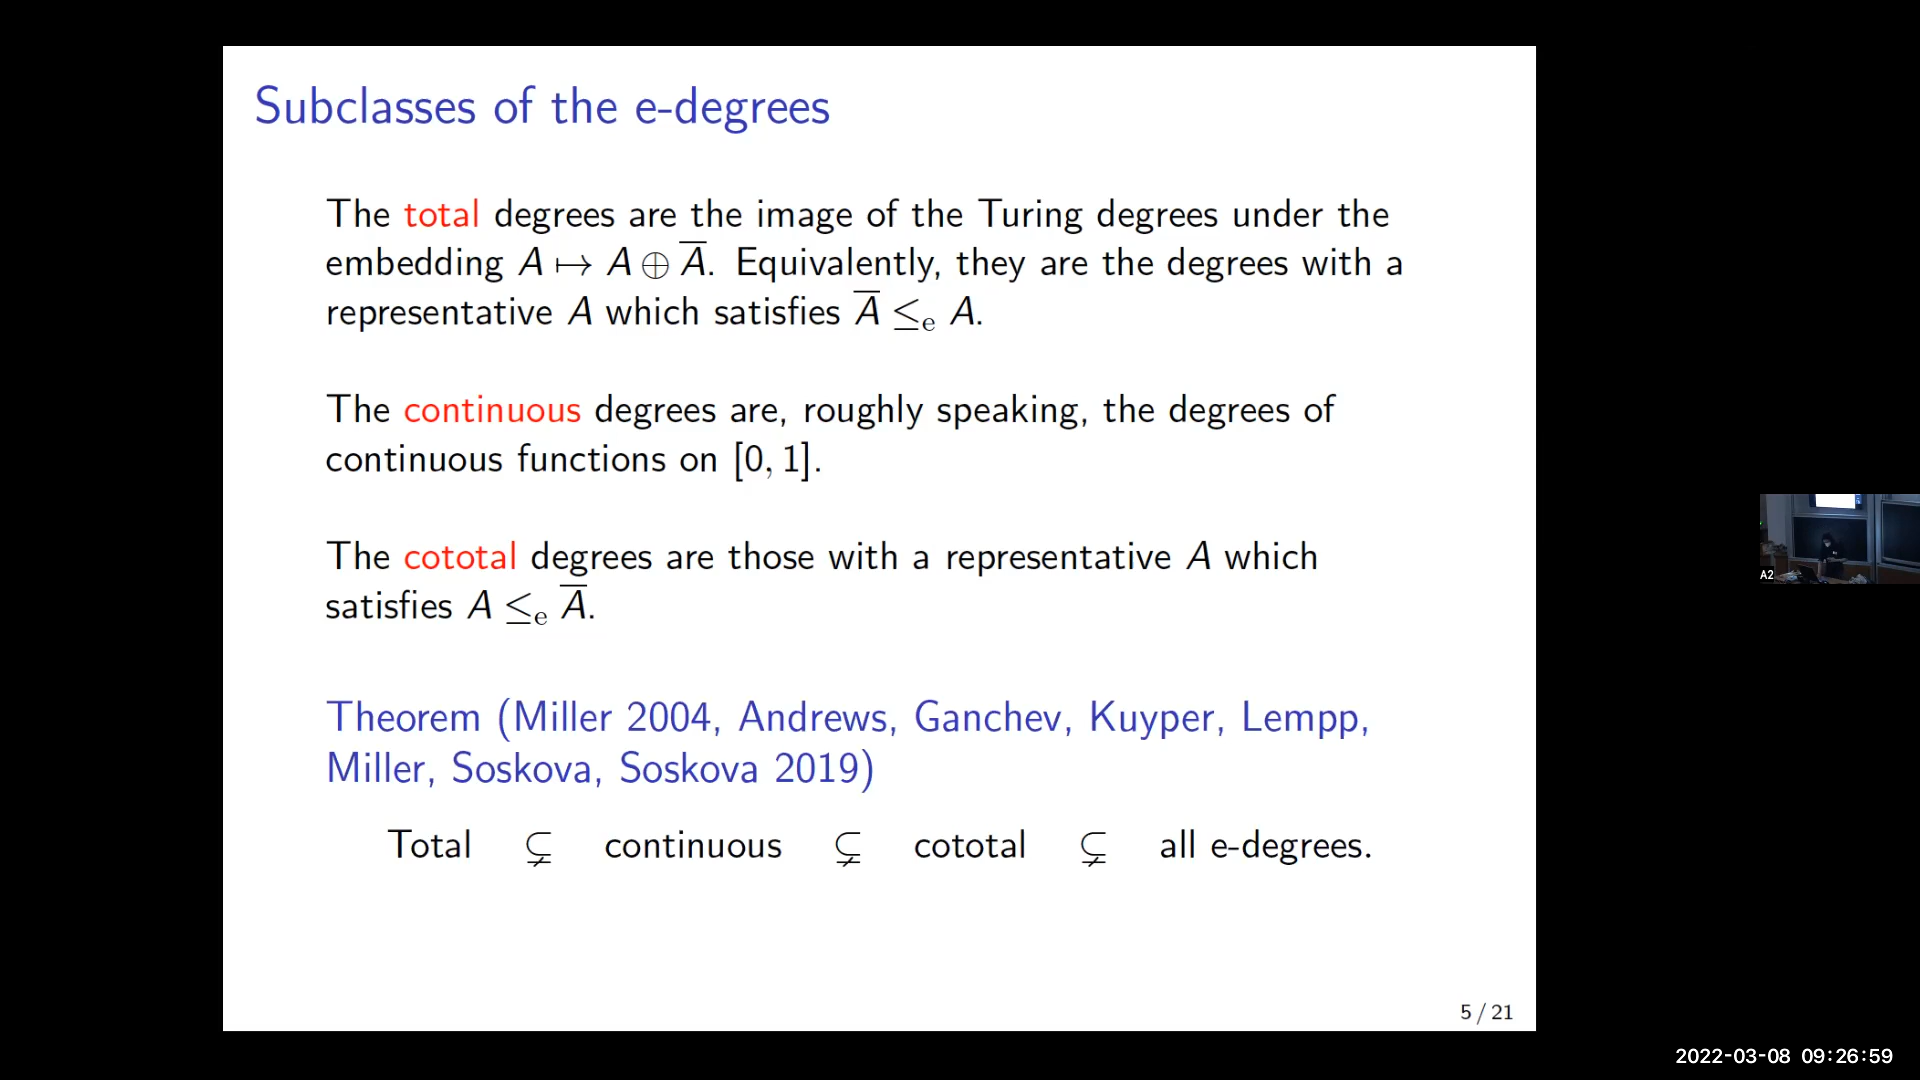 Subclasses of the e-degrees
The total degrees are the image of the Turing degrees under the
embedding A ↦ A ⊕ A̅. Equivalently, they are the degrees with a
representative A which satisfies A̅ ≤ₑ A.
The continuous degrees are, roughly speaking, the degrees of
continuous functions on [0, 1].
The cototal degrees are those with a representative A which
satisfies A ≤ₑ A̅.
Theorem (Miller 2004, Andrews, Ganchev, Kuyper, Lempp,
Miller, Soskova, Soskova 2019)
Total ⊊ continuous ⊊ cototal ⊊ all e-degrees.
5 / 21
A2
2022-03-08 09:26:59